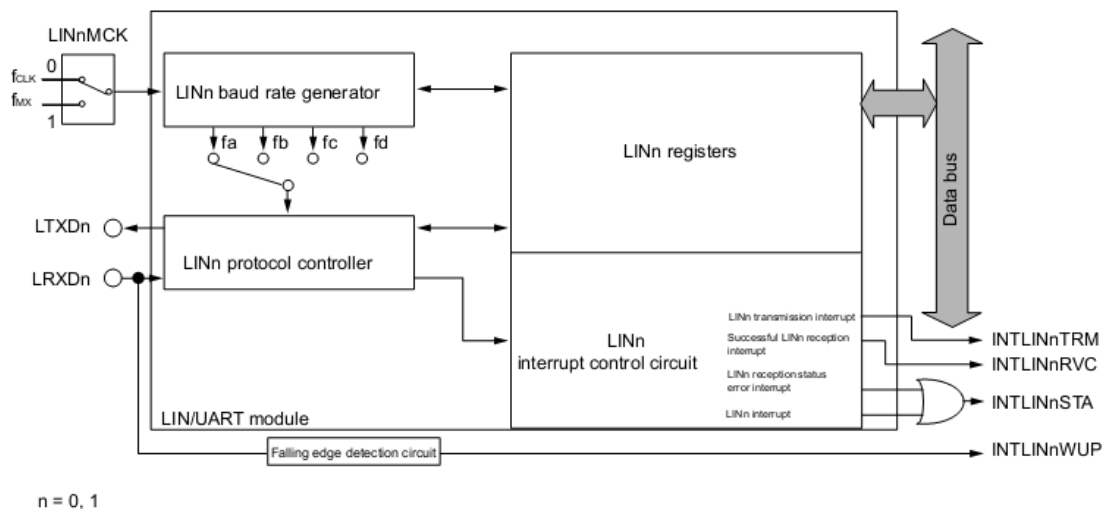 LINnMCK
0
fCLK
fMX
1
LINn baud rate generator
fa
fb
fc
fd
LINn registers
Data bus
LTXDn
LRXDn
LINn protocol controller
LINn
interrupt control circuit
LINn transmission interrupt
Successful LINn reception
interrupt
LINn reception status
error interrupt
LINn interrupt
INTLINnTRM
INTLINnRVC
INTLINnSTA
INTLINnWUP
LIN/UART module
Falling edge detection circuit
n = 0, 1